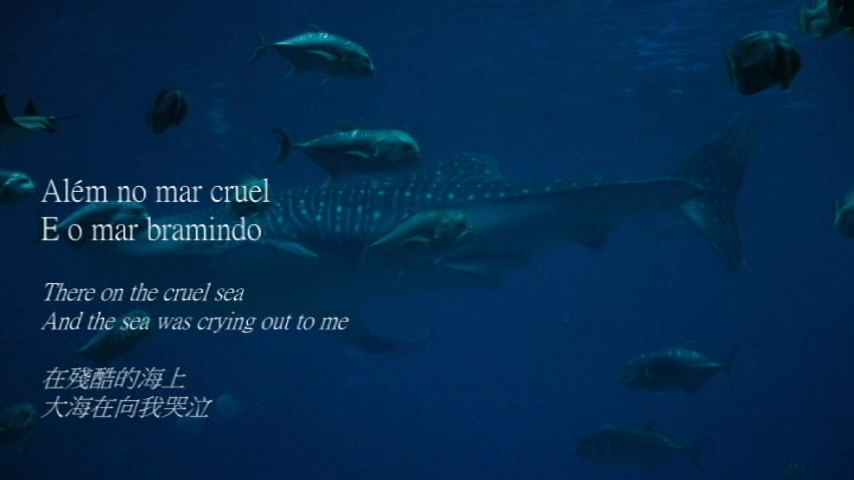 Além no mar cruel
E o mar bramindo
There on the cruel sea
And the sea was crying out to me
在殘酷的海上
大海在向我哭泣